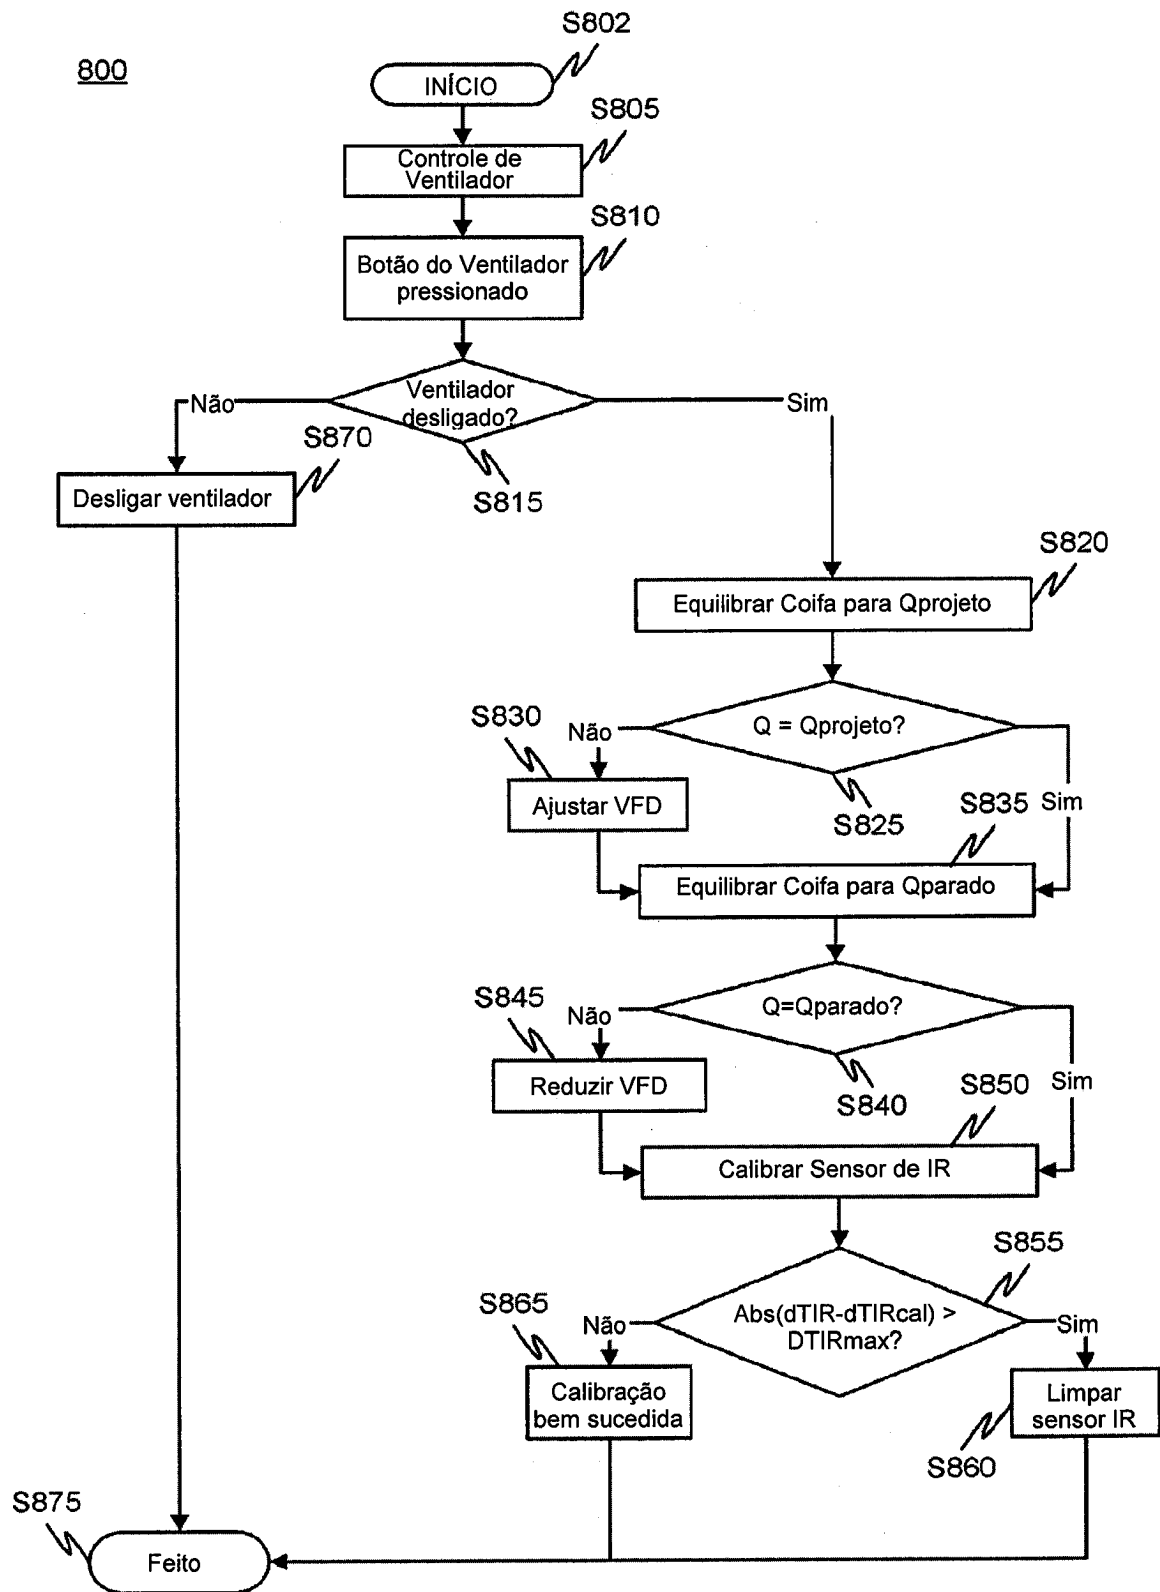 S802
800
INÍCIO
S805
Controle de
Ventilador
S810
Botão do Ventilador
pressionado
Ventilador
desligado?
Não
Sim
S870
S815
Desligar ventilador
S820
Equilibrar Coifa para Qprojeto
S830
Não
Q = Qprojeto?
S835
Sim
Ajustar VFD
S825
Equilibrar Coifa para Qparado
S845
Não
Q=Qparado?
S850
Sim
Reduzir VFD
S840
Calibrar Sensor de IR
S855
S865
Não
Abs(dTIR-dTIRcal) >
DTIRmax?
Sim
Calibração
bem sucedida
Limpar
sensor IR
S860
S875
Feito